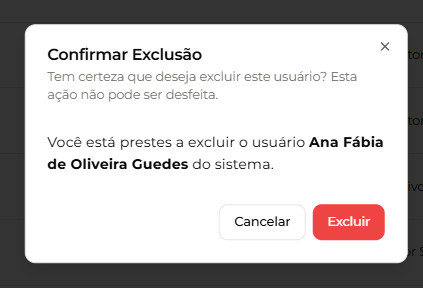 Confirmar Exclusão
Tem certeza que deseja excluir este usuário? Esta
ação não pode ser desfeita.
Você está prestes a excluir o usuário Ana Fábia
de Oliveira Guedes do sistema.
Cancelar
Excluir